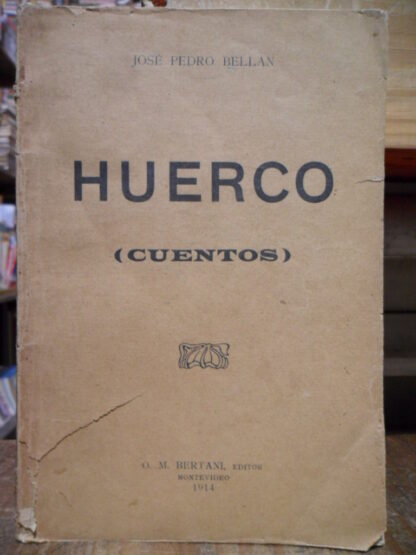 JOSÉ PEDRO BELLAN
HUERCO
(CUENTOS)
O. M. BERTANI, EDITOR
MONTEVIDEO
1914